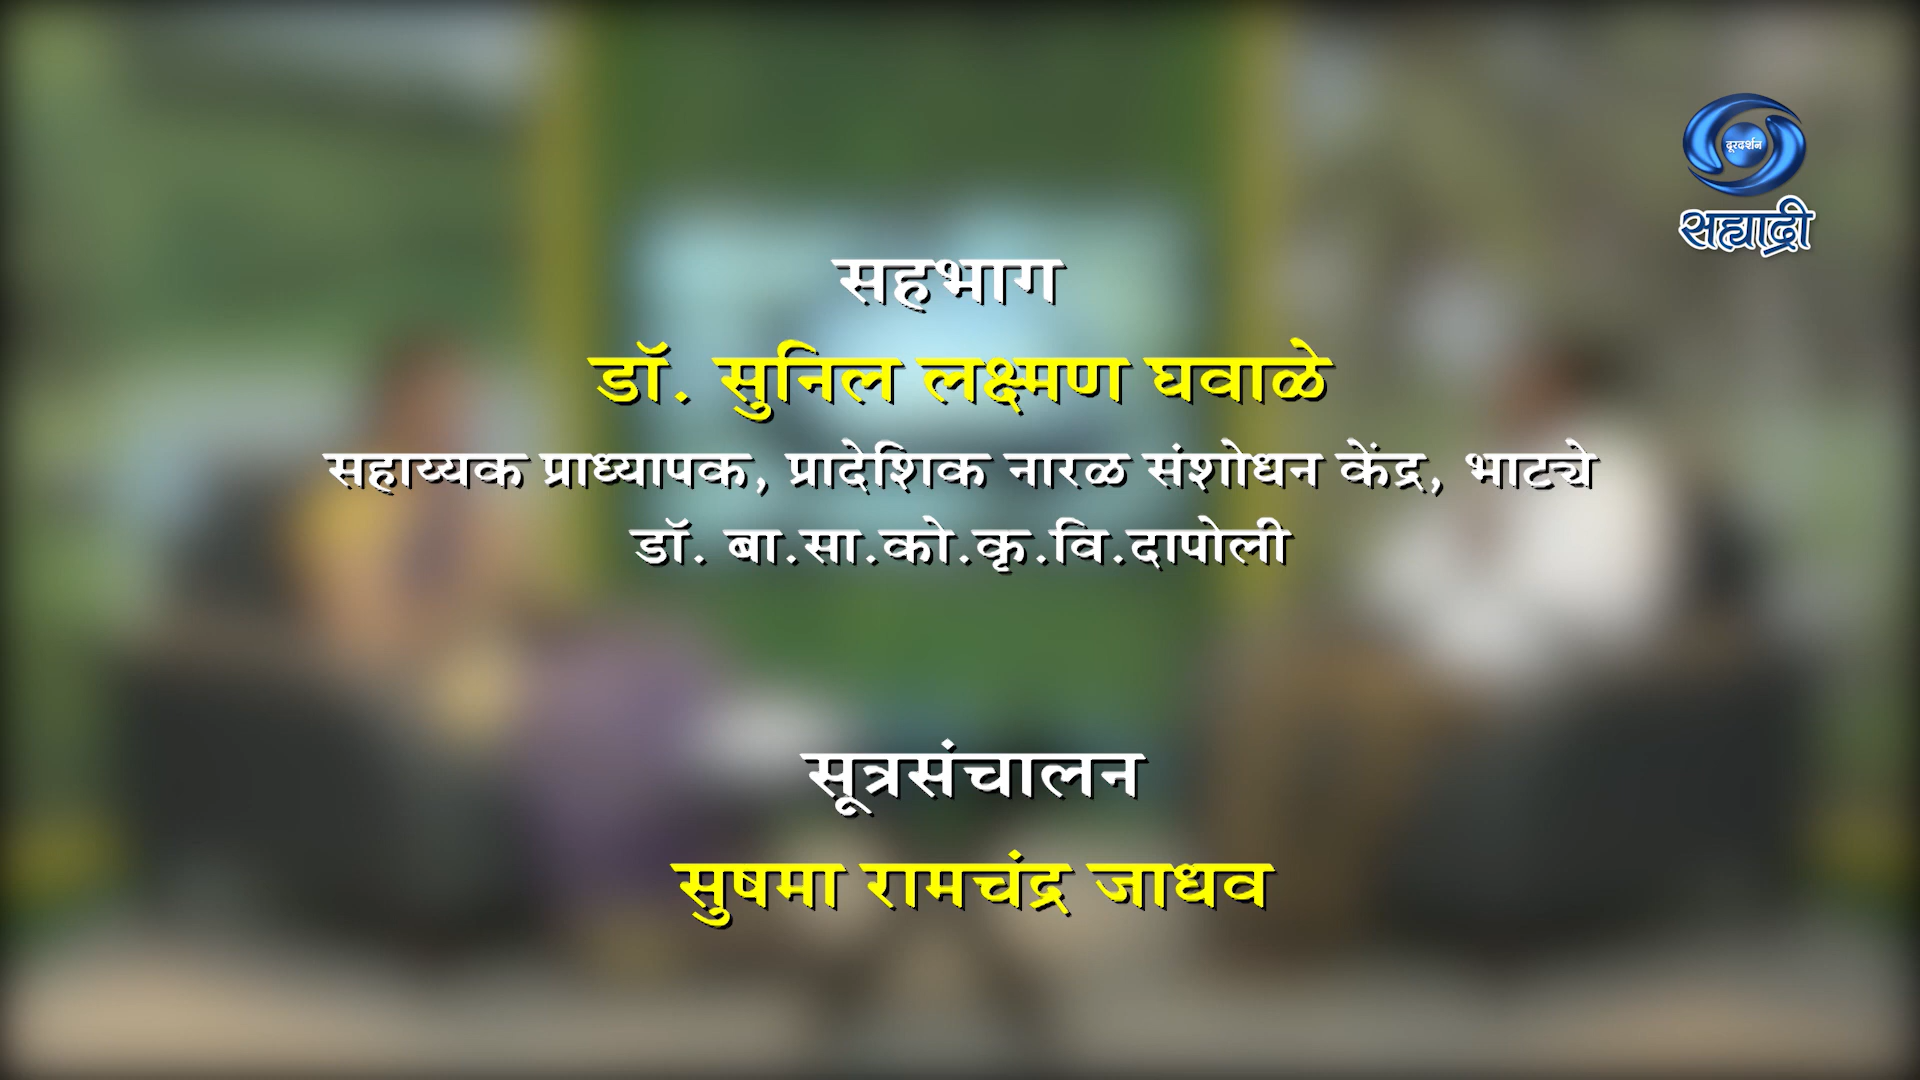 दूरदर्शन
सह्याद्री
सहभाग
डॉ. सुनिल लक्ष्मण घवाळे
सहाय्यक प्राध्यापक, प्रादेशिक नारळ संशोधन केंद्र, भाट्ये
डॉ. बा.सा.को.कृ.वि.दापोली
सूत्रसंचालन
सुषमा रामचंद्र जाधव